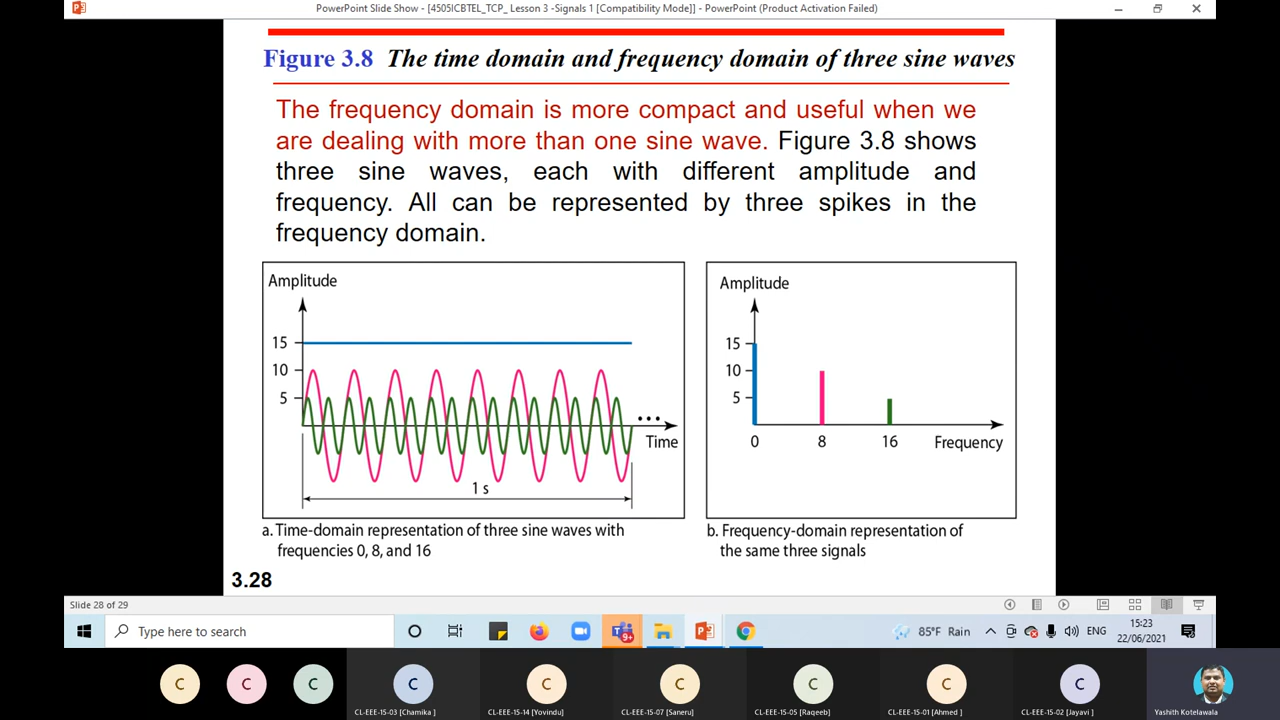 PowerPoint Slide Show - [4505ICBTEL_TCP_ Lesson 3 -Signals 1 [Compatibility Mode]] - PowerPoint (Product Activation Failed)
Figure 3.8 The time domain and frequency domain of three sine waves
The frequency domain is more compact and useful when we
are dealing with more than one sine wave. Figure 3.8 shows
three sine waves, each with different amplitude and
frequency. All can be represented by three spikes in the
frequency domain.
Amplitude
15
10
5
...
Time
1 s
a. Time-domain representation of three sine waves with
frequencies 0, 8, and 16
Amplitude
15
10
5
0 8 16 Frequency
b. Frequency-domain representation of
the same three signals
3.28
Slide 28 of 29
Type here to search
9+
85°F Rain
ENG
15:23
22/06/2021
C C C C C C C C C C
CL-EEE-15-03 [Chamika ] CL-EEE-15-14 [Yovindu] CL-EEE-15-07 [Saneru] CL-EEE-15-05 [Raqeeb] CL-EEE-15-01 [Ahmed ] CL-EEE-15-02 [Jayavi ] Yashith Kotelawala